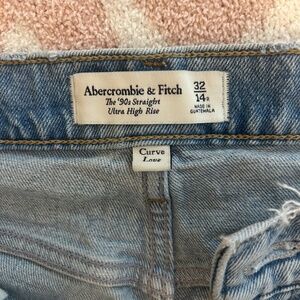 Abercrombie & Fitch
The '90s Straight
Ultra High Rise
32
14R
MADE IN
GUATEMALA
Curve
Love